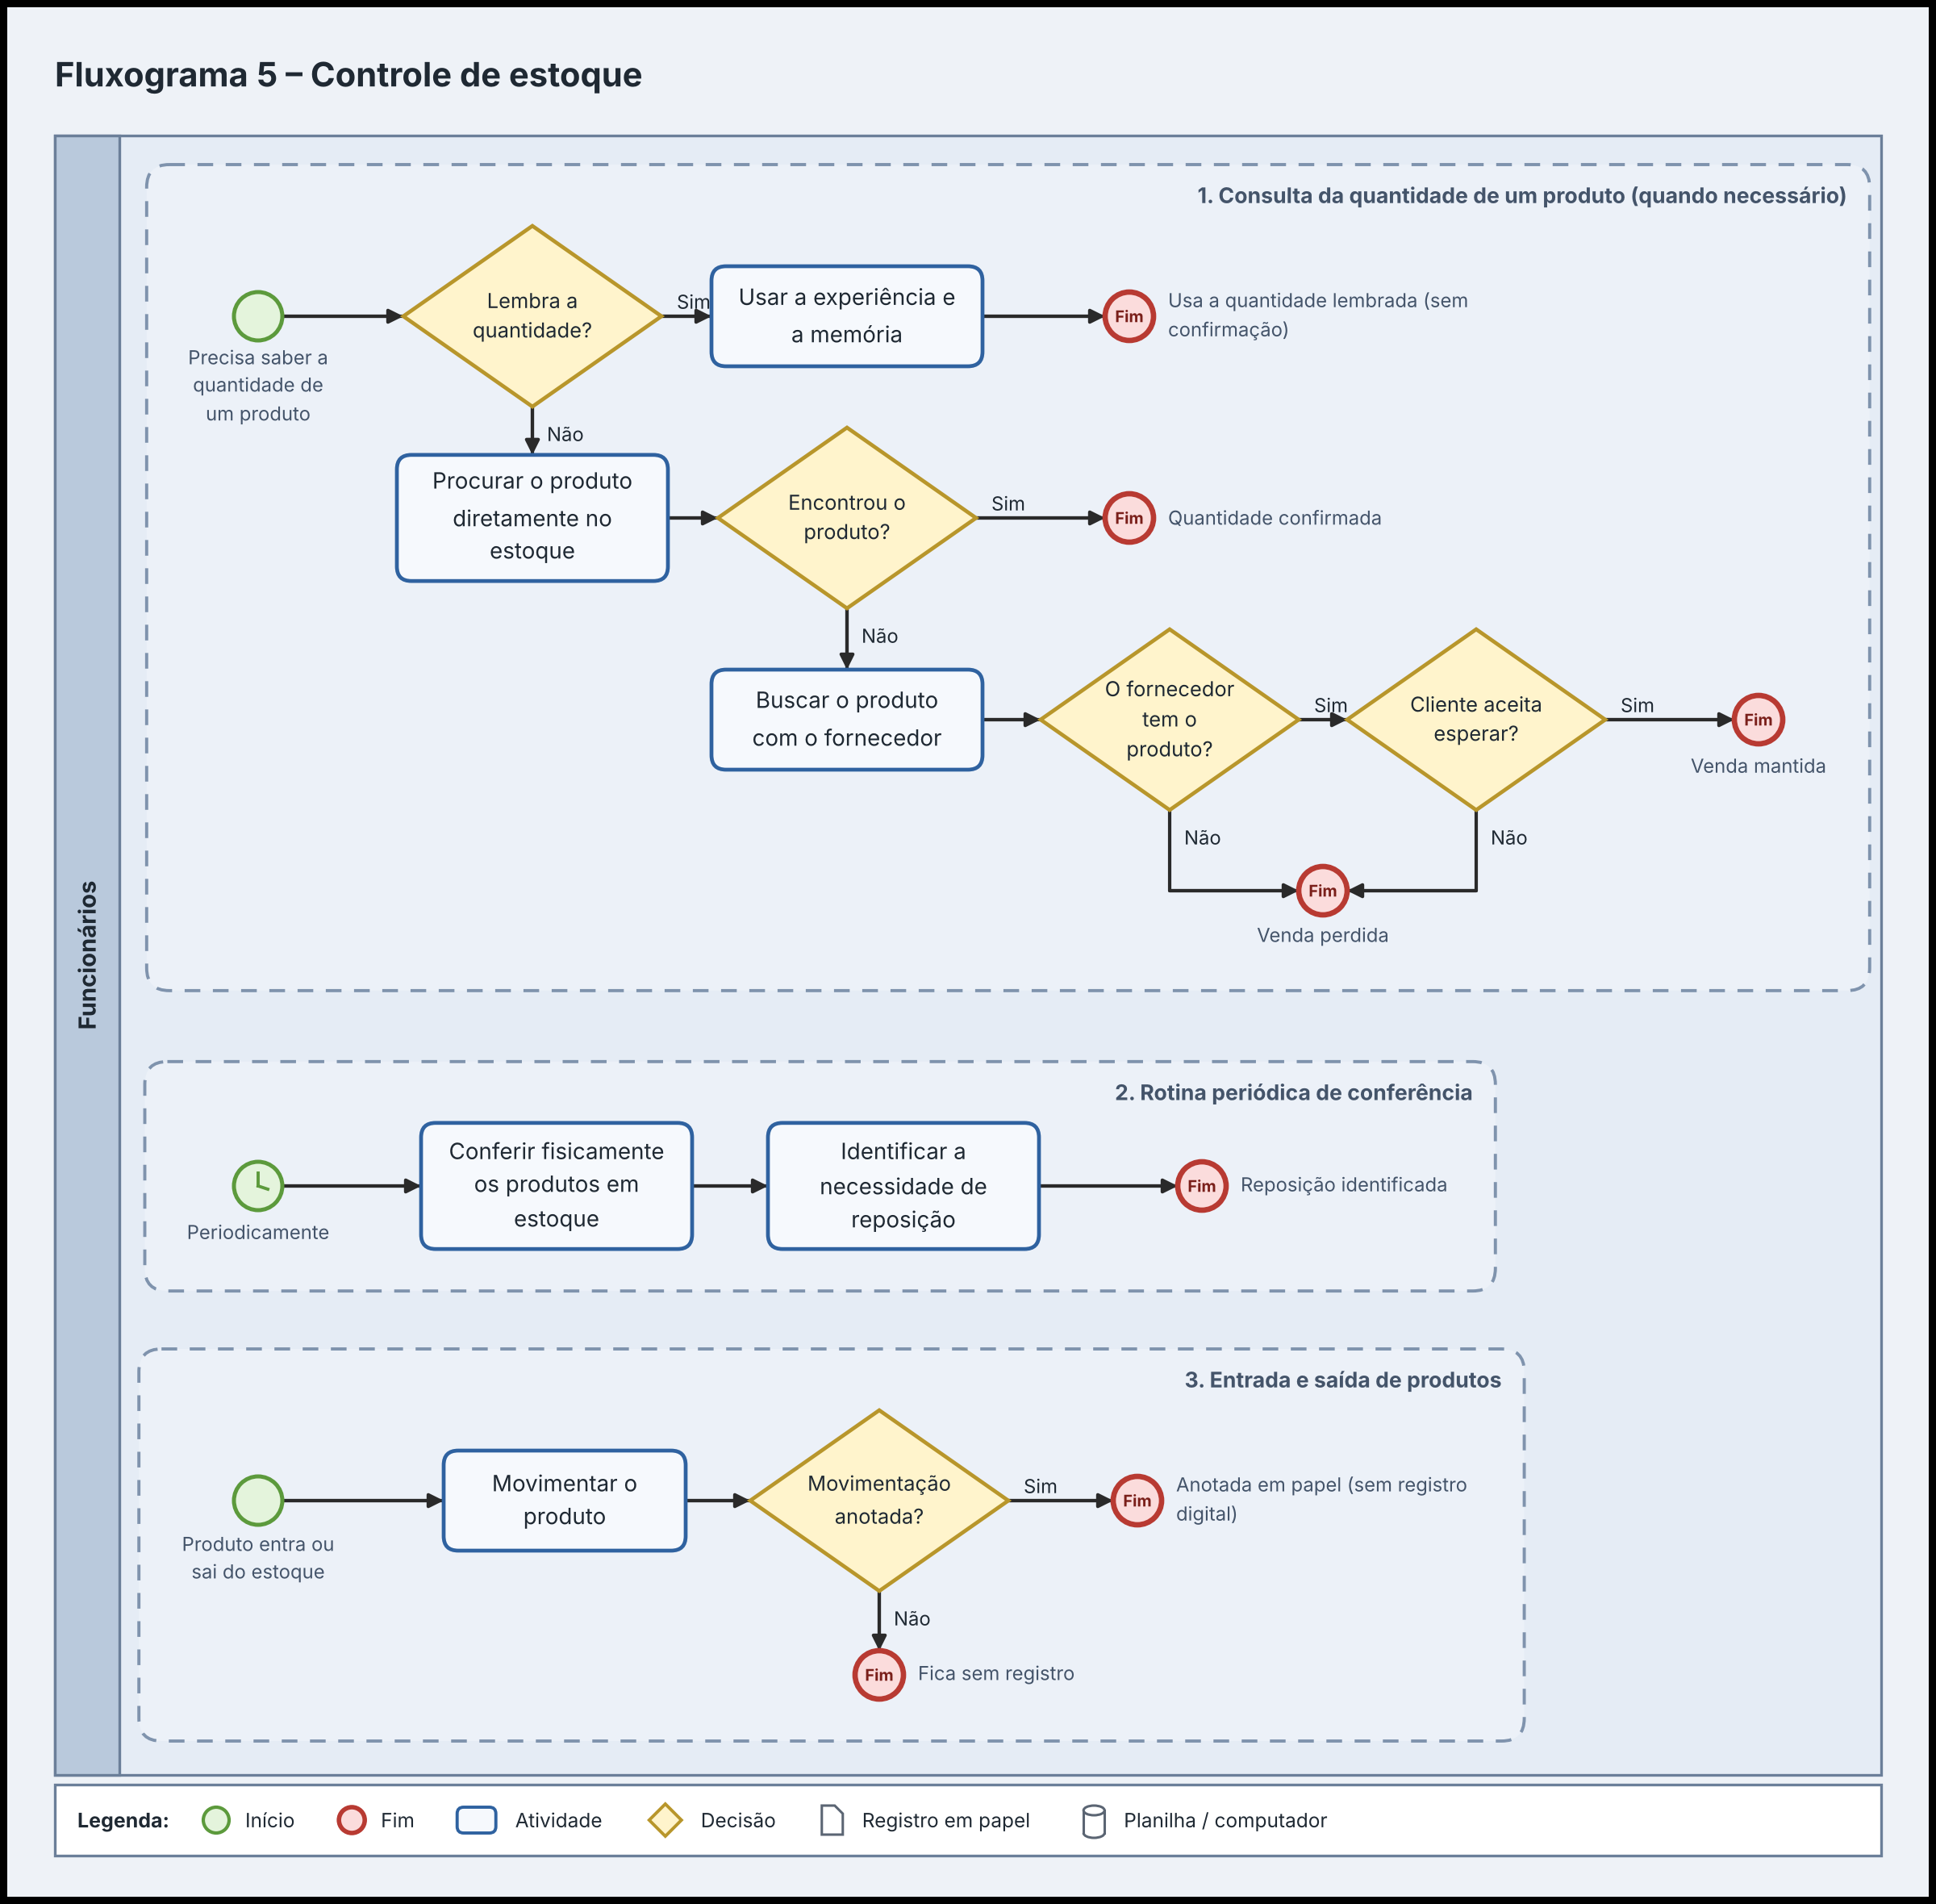 Fluxograma 5 – Controle de estoque
Funcionários
1. Consulta da quantidade de um produto (quando necessário)
Precisa saber a
quantidade de
um produto
Lembra a
quantidade?
Sim
Usar a experiência e
a memória
Fim
Usa a quantidade lembrada (sem
confirmação)
Não
Procurar o produto
diretamente no
estoque
Encontrou o
produto?
Sim
Fim
Quantidade confirmada
Não
Buscar o produto
com o fornecedor
O fornecedor
tem o
produto?
Sim
Cliente aceita
esperar?
Sim
Fim
Venda mantida
Não
Não
Fim
Venda perdida
2. Rotina periódica de conferência
Periodicamente
Conferir fisicamente
os produtos em
estoque
Identificar a
necessidade de
reposição
Fim
Reposição identificada
3. Entrada e saída de produtos
Produto entra ou
sai do estoque
Movimentar o
produto
Movimentação
anotada?
Sim
Fim
Anotada em papel (sem registro
digital)
Não
Fim
Fica sem registro
Legenda:
Início
Fim
Atividade
Decisão
Registro em papel
Planilha / computador